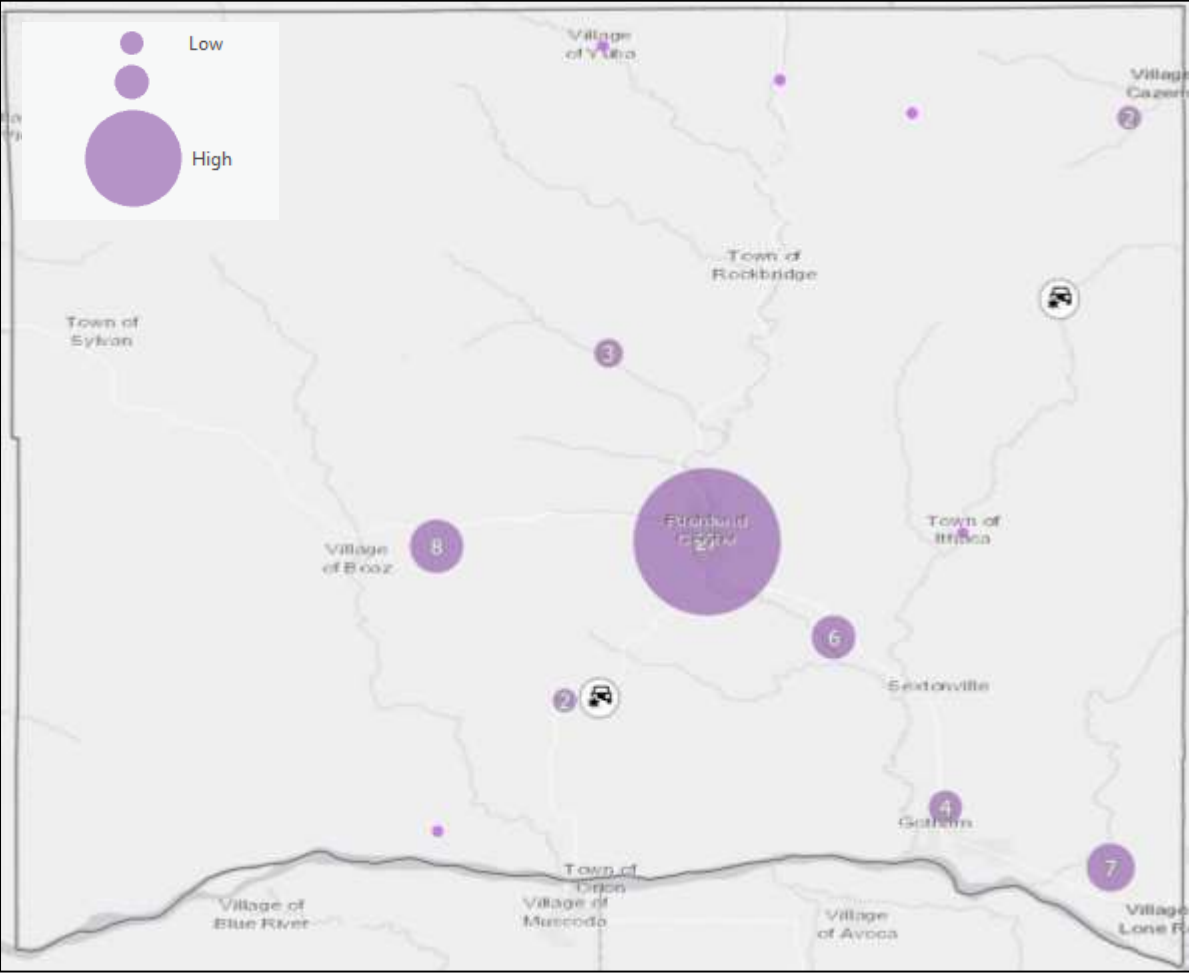 Low
High
Village
of Yuba
Village
Cazen
2
Town of
Rockbridge
Town of
Sylvan
3
Town of
Ithaca
8
Village
of Boaz
6
Sextonville
2
4
Gotham
7
Town of
Orion
Village of
Blue River
Village of
Muscoda
Village
of Avoca
Village
Lone R